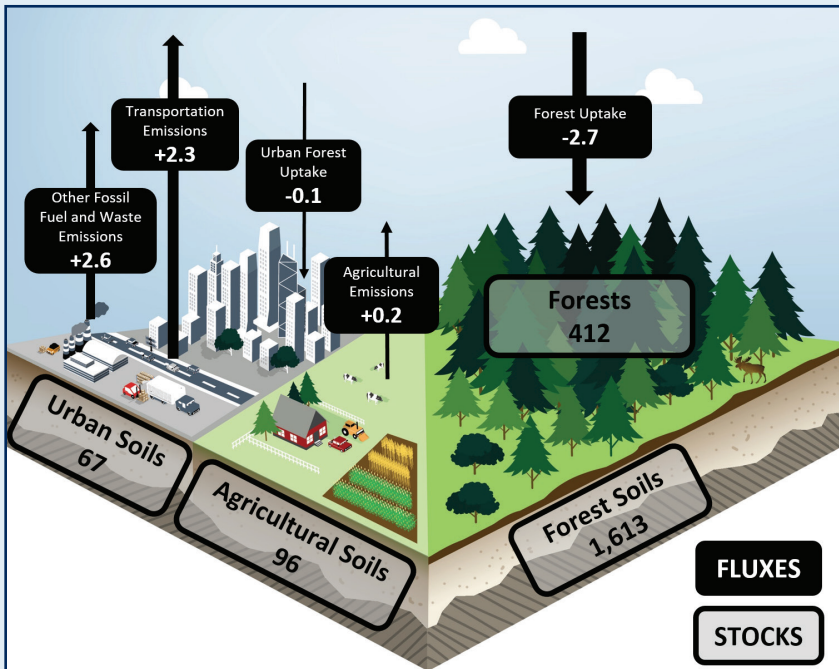 Transportation
Emissions
+2.3
Forest Uptake
-2.7
Urban Forest
Uptake
-0.1
Other Fossil
Fuel and Waste
Emissions
+2.6
Agricultural
Emissions
+0.2
Forests
412
Urban Soils
67
Agricultural Soils
96
Forest Soils
1,613
FLUXES
STOCKS